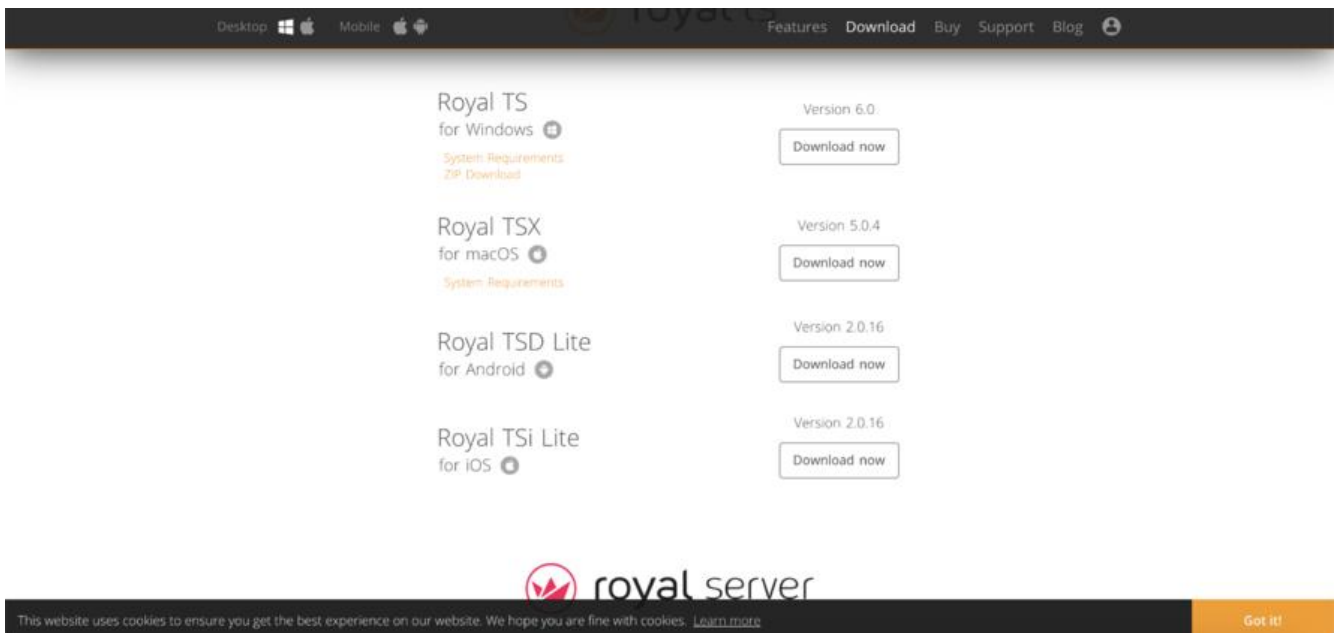 royal ts
Desktop Mobile Features Download Buy Support Blog
Royal TS
Version 6.0
for Windows
Download now
System Requirements
ZIP Download
Royal TSX
Version 5.0.4
for macOS
Download now
System Requirements
Royal TSD Lite
Version 2.0.16
for Android
Download now
Royal TSi Lite
Version 2.0.16
for iOS
Download now
royal server
This website uses cookies to ensure you get the best experience on our website. We hope you are fine with cookies. Learn more
Got it!